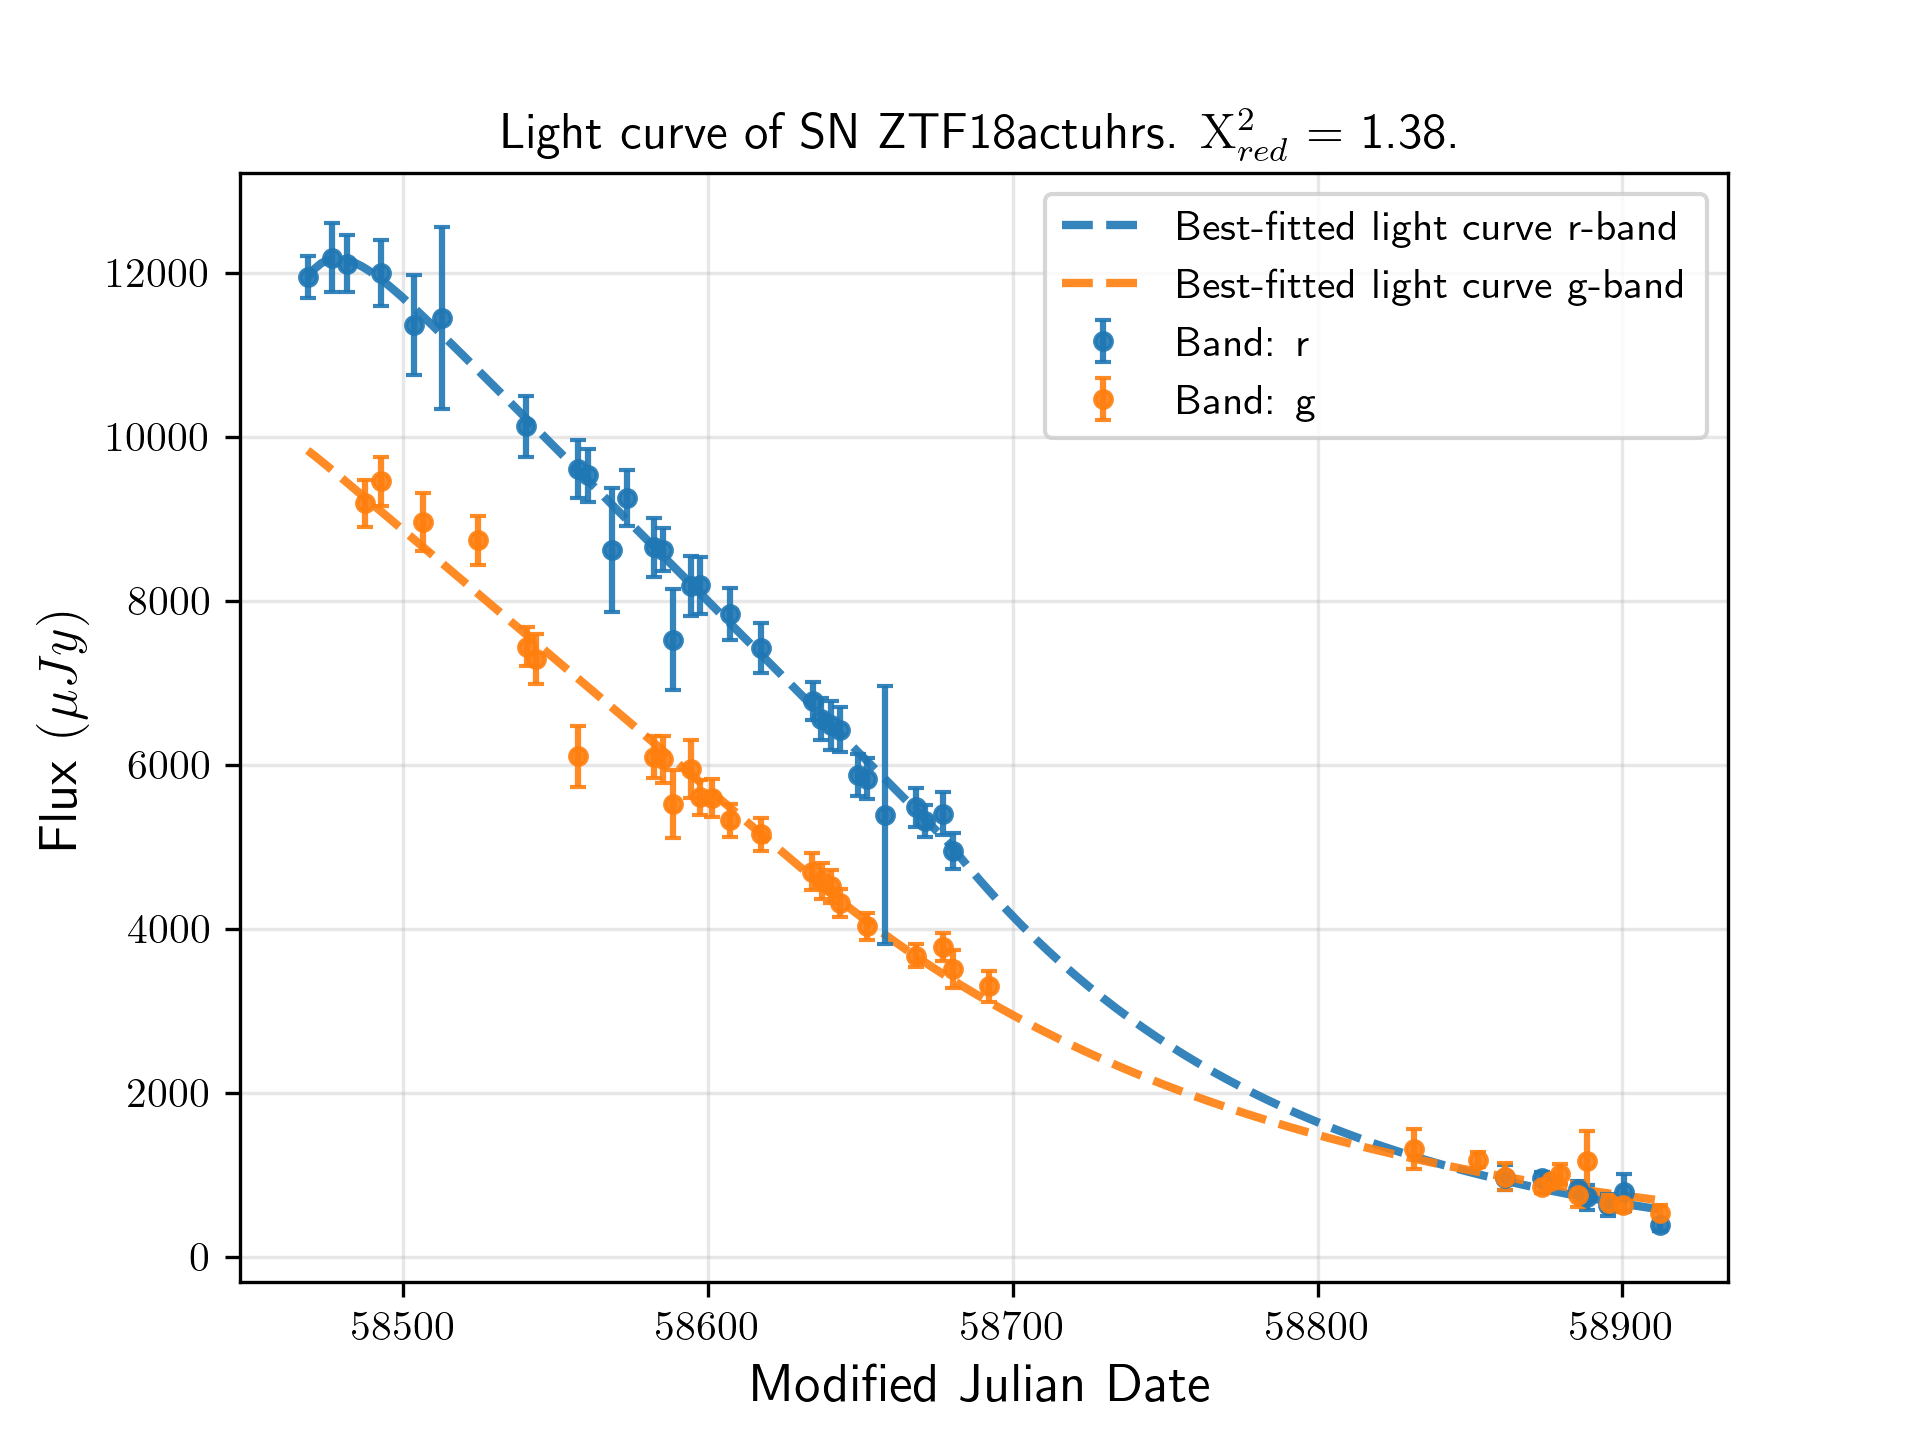 Light curve of SN ZTF18actuhrs. X²_red = 1.38.
Best-fitted light curve r-band
Best-fitted light curve g-band
Band: r
Band: g
Flux (μJy)
12000
10000
8000
6000
4000
2000
0
58500 58600 58700 58800 58900
Modified Julian Date